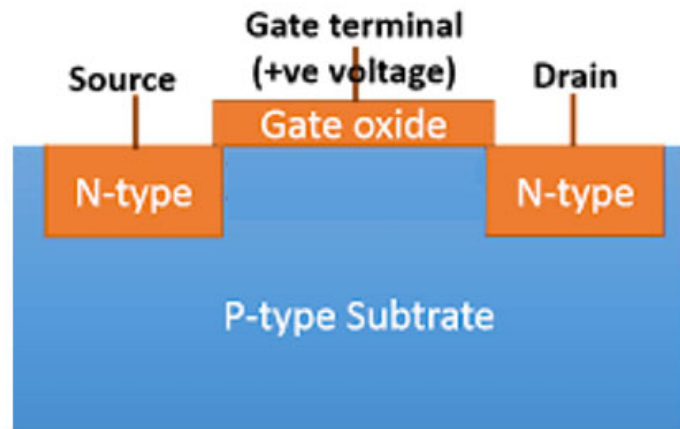 Gate terminal
(+ve voltage)
Source
Drain
Gate oxide
N-type
N-type
P-type Subtrate